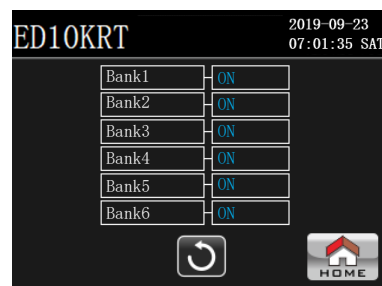 ED10KRT
2019-09-23
07:01:35 SAT
Bank1 ON
Bank2 ON
Bank3 ON
Bank4 ON
Bank5 ON
Bank6 ON
HOME